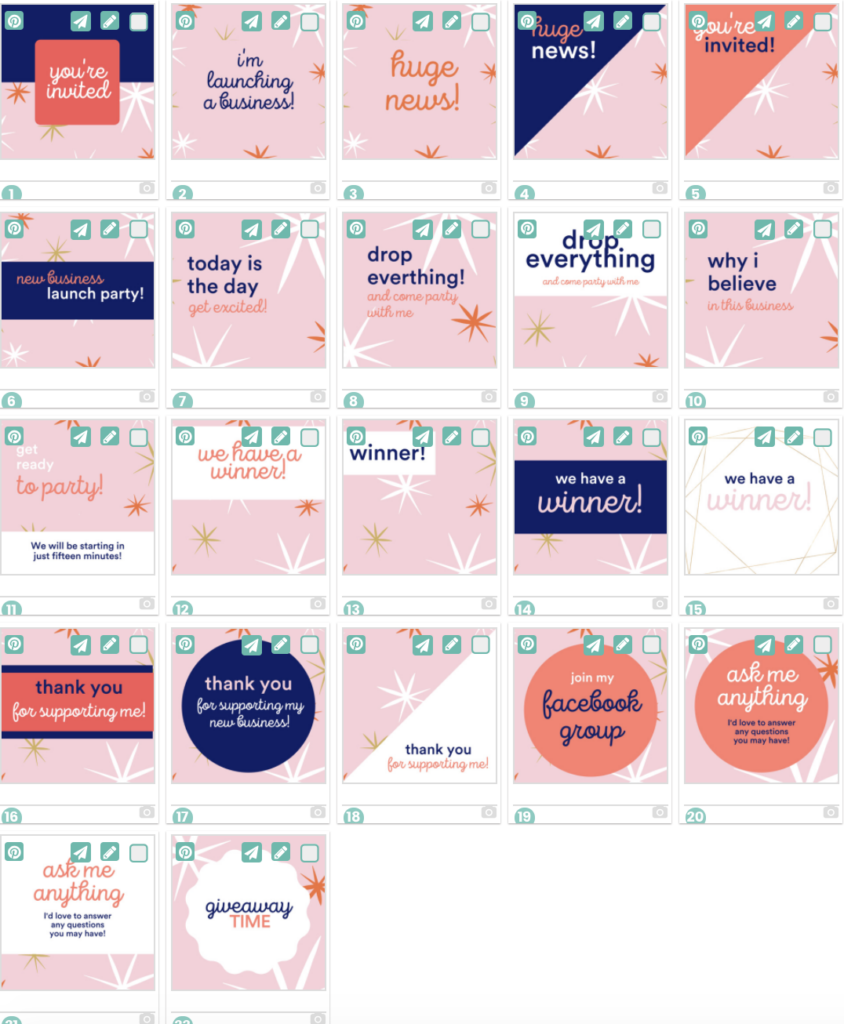 you're
invited
1
i'm
launching
a business!
2
huge
news!
3
huge
news!
4
you're
invited!
5
new business
launch party!
6
today is
the day
get excited!
7
drop
everthing!
and come party
with me
8
drop
everything
and come party with me
9
why i
believe
in this business
10
get
ready
to party!
We will be starting in
just fifteen minutes!
11
we have a
winner!
12
winner!
13
we have a
winner!
14
we have a
winner!
15
thank you
for supporting me!
16
thank you
for supporting my
new business!
17
thank you
for supporting me!
18
join my
facebook
group
19
ask me
anything
I'd love to answer
any questions
you may have!
20
ask me
anything
I'd love to answer
any questions
you may have!
21
giveaway
TIME
22